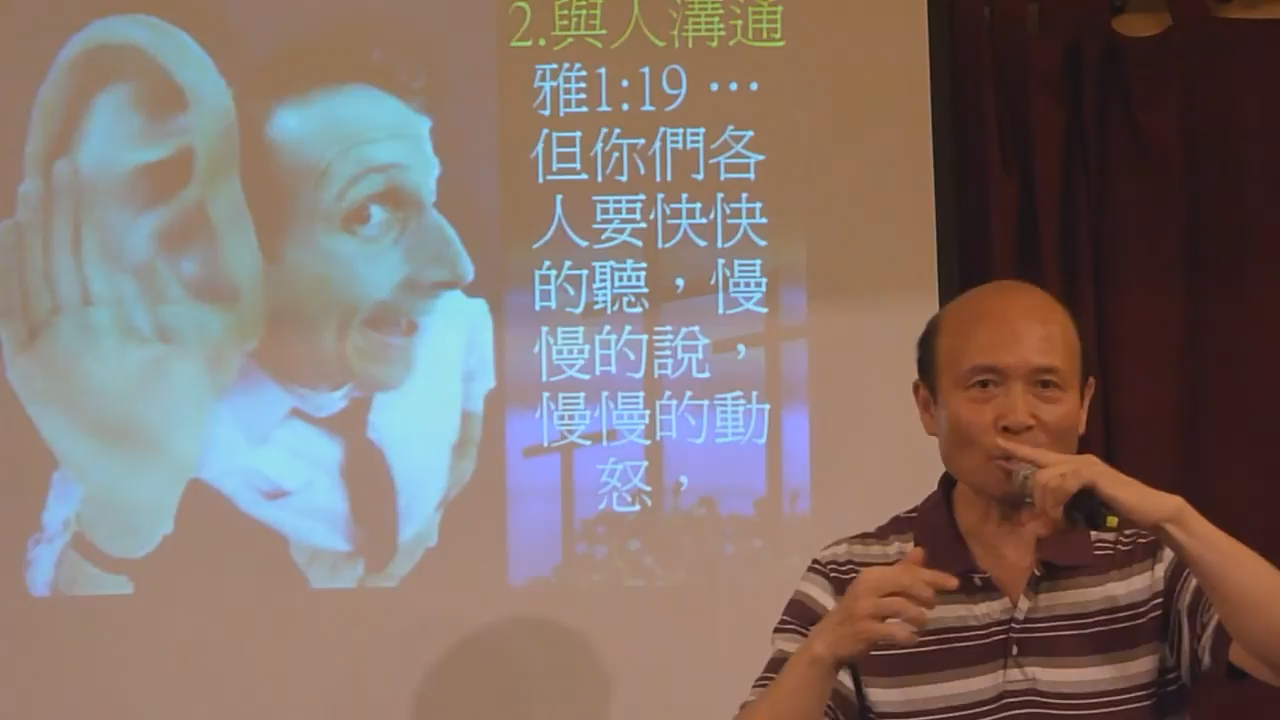 2.與人溝通
雅1:19 …
但你們各
人要快快
的聽，慢
慢的說，
慢慢的動
怒，